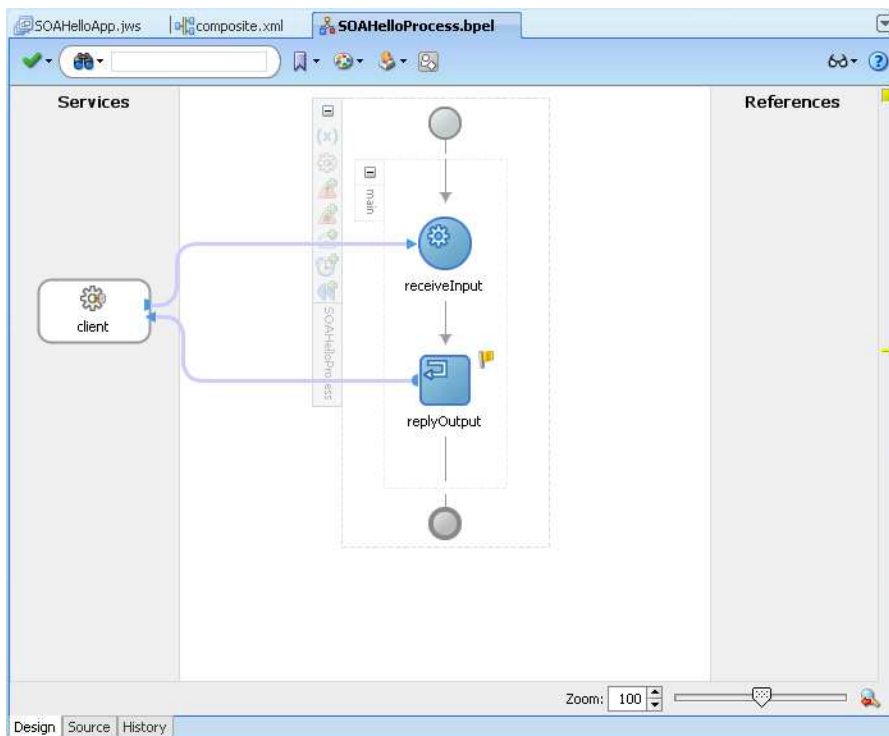 SOAHelloApp.jws composite.xml SOAHelloProcess.bpel
Services References
(x)
main
receiveInput
client
SOAHelloProcess
replyOutput
Zoom: 100
Design Source History